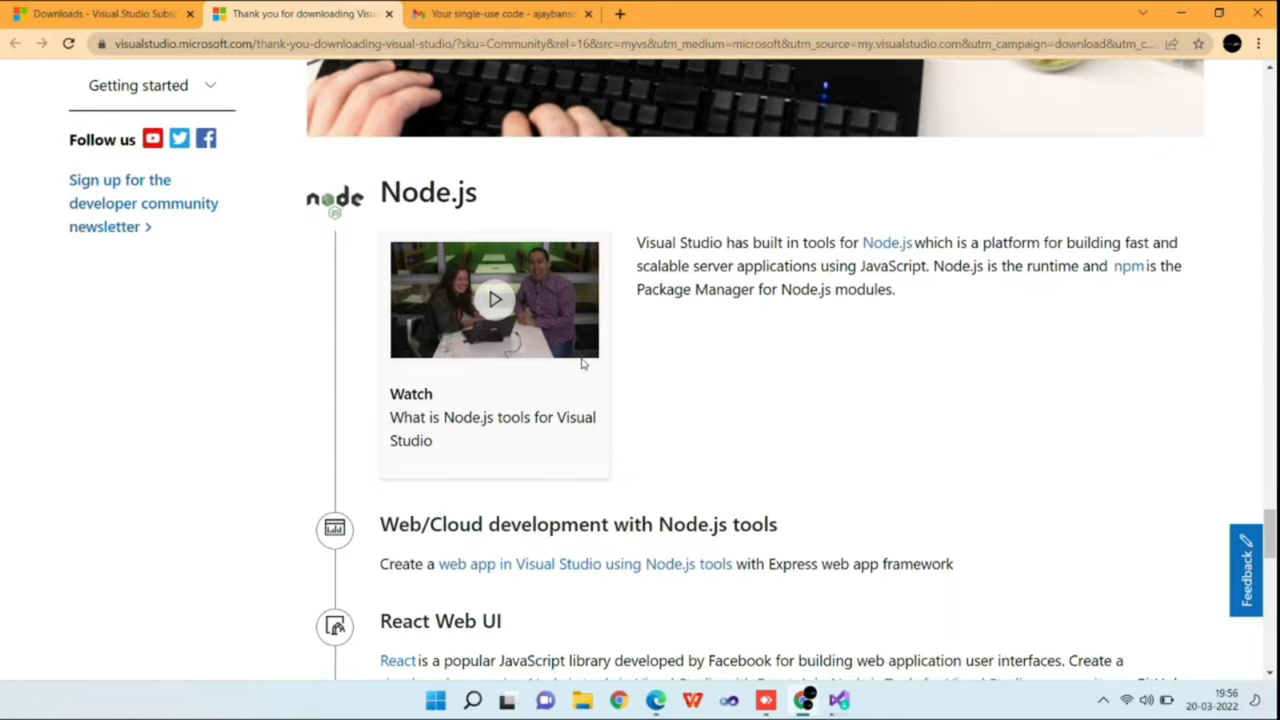 Downloads - Visual Studio Subsc
Thank you for downloading Visu
Your single-use code - ajaybans
visualstudio.microsoft.com/thank-you-downloading-visual-studio/?sku=Community&rel=16&src=myvs&utm_medium=microsoft&utm_source=my.visualstudio.com&utm_campaign=download&utm_c...
Getting started
Follow us
Sign up for the
developer community
newsletter >
node
JS
Node.js
Visual Studio has built in tools for Node.js which is a platform for building fast and
scalable server applications using JavaScript. Node.js is the runtime and npm is the
Package Manager for Node.js modules.
Watch
What is Node.js tools for Visual
Studio
Web/Cloud development with Node.js tools
Create a web app in Visual Studio using Node.js tools with Express web app framework
React Web UI
React is a popular JavaScript library developed by Facebook for building web application user interfaces. Create a
Feedback
19:56
20-03-2022